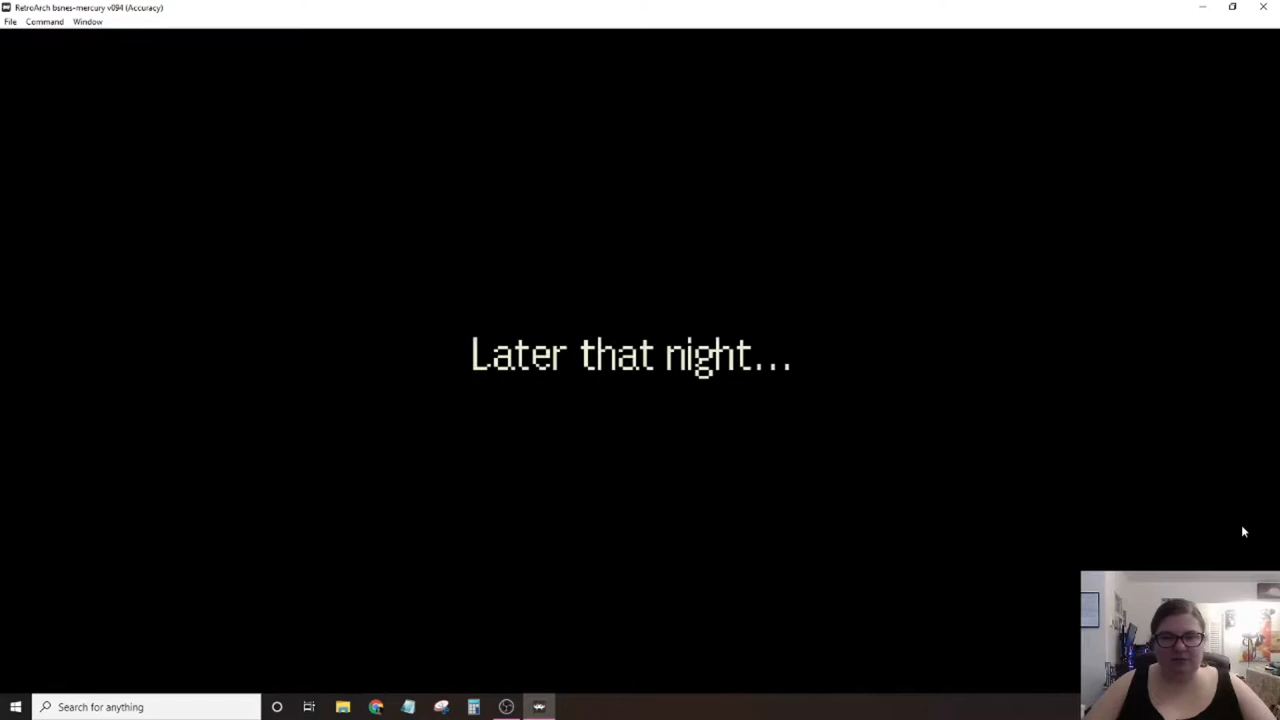 RetroArch bsnes-mercury v094 (Accuracy)
File Command Window
Later that night...
Search for anything